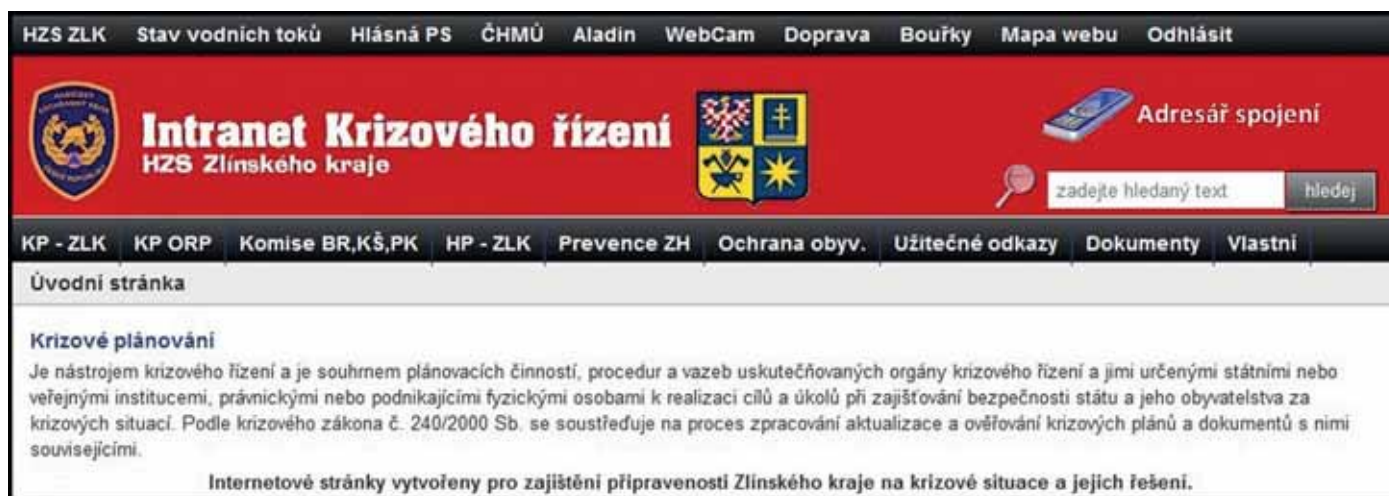 HZS ZLK Stav vodních toků Hlásná PS ČHMÚ Aladin WebCam Doprava Bouřky Mapa webu Odhlásit
Intranet Krizového řízení
HZS Zlínského kraje
Adresář spojení
zadejte hledaný text hledej
KP - ZLK KP ORP Komise BR,KŠ,PK HP - ZLK Prevence ZH Ochrana obyv. Užitečné odkazy Dokumenty Vlastní
Úvodní stránka
Krizové plánování
Je nástrojem krizového řízení a je souhrnem plánovacích činností, procedur a vazeb uskutečňovaných orgány krizového řízení a jimi určenými státními nebo
veřejnými institucemi, právnickými nebo podnikajícími fyzickými osobami k realizaci cílů a úkolů při zajišťování bezpečnosti státu a jeho obyvatelstva za
krizových situací. Podle krizového zákona č. 240/2000 Sb. se soustřeďuje na proces zpracování aktualizace a ověřování krizových plánů a dokumentů s nimi
souvisejícími.
Internetové stránky vytvořeny pro zajištění připravenosti Zlínského kraje na krizové situace a jejich řešení.